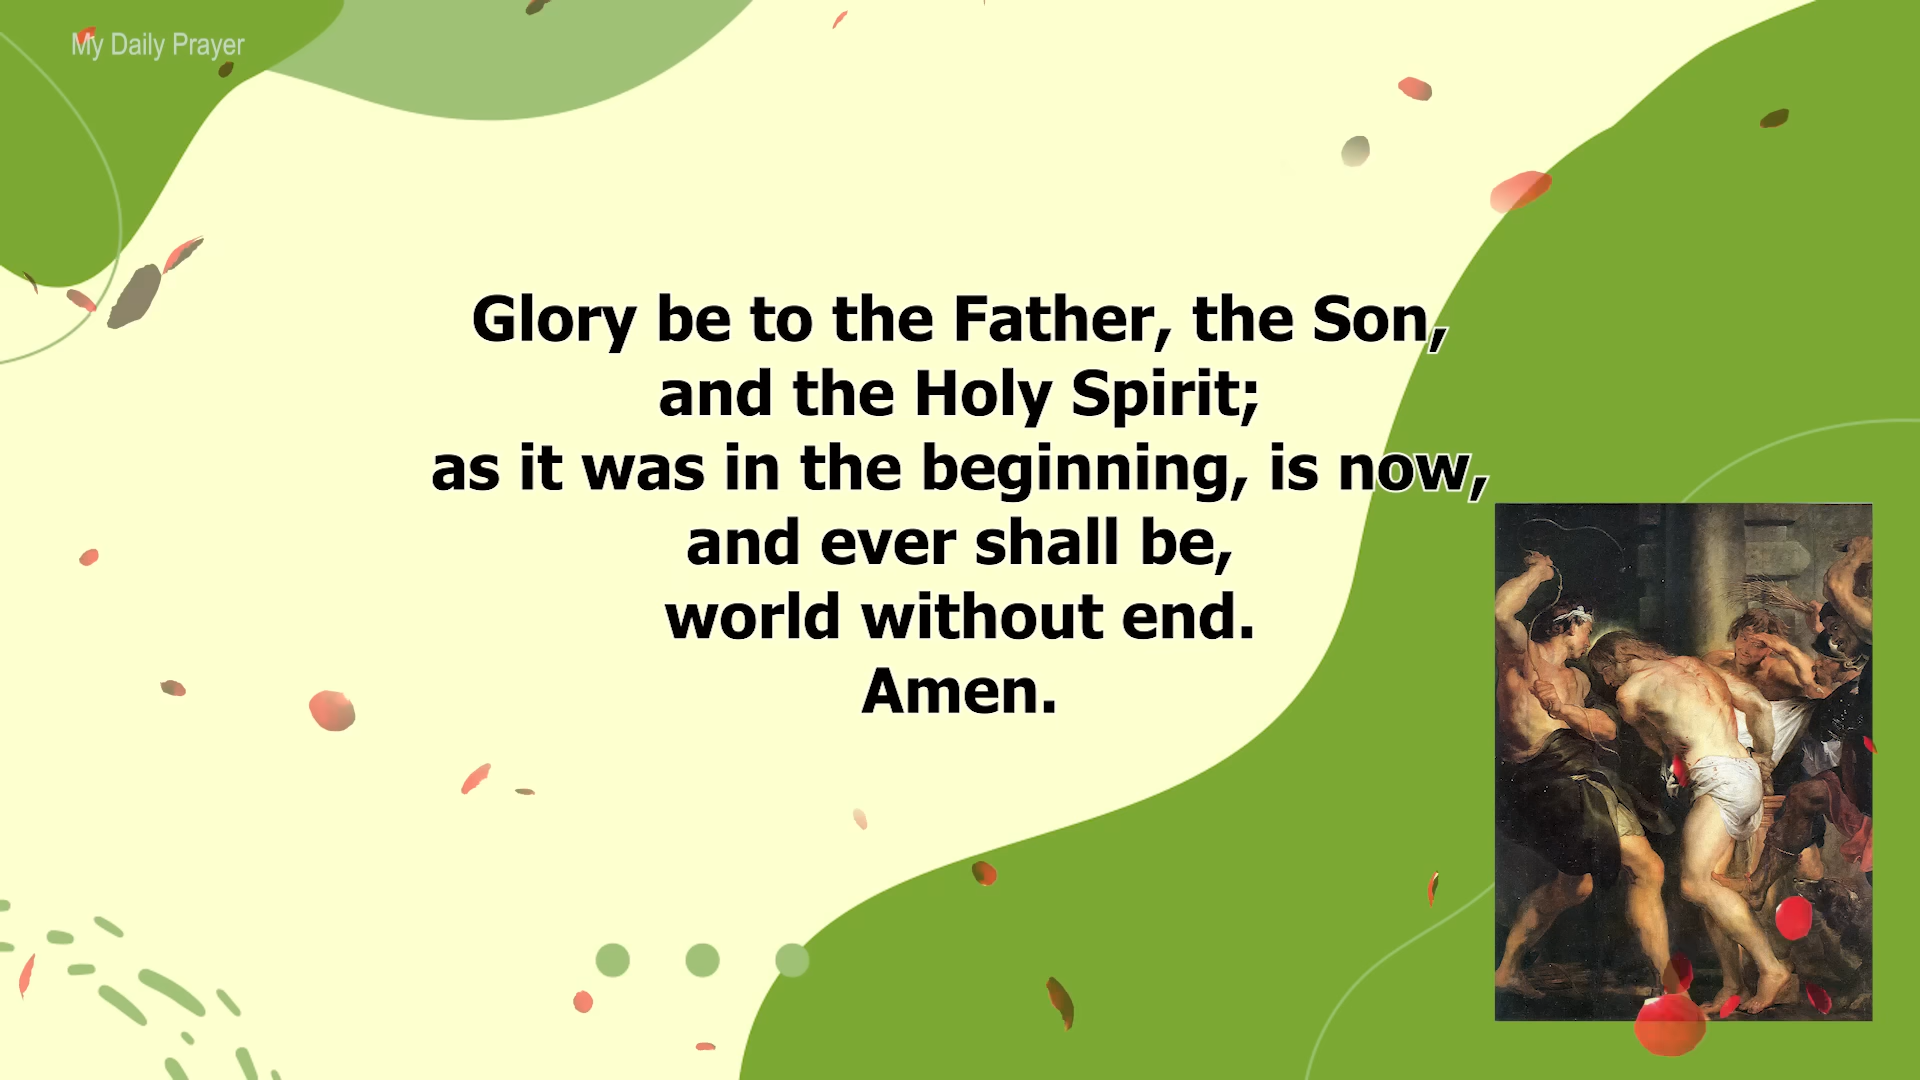 My Daily Prayer
Glory be to the Father, the Son,
and the Holy Spirit;
as it was in the beginning, is now,
and ever shall be,
world without end.
Amen.